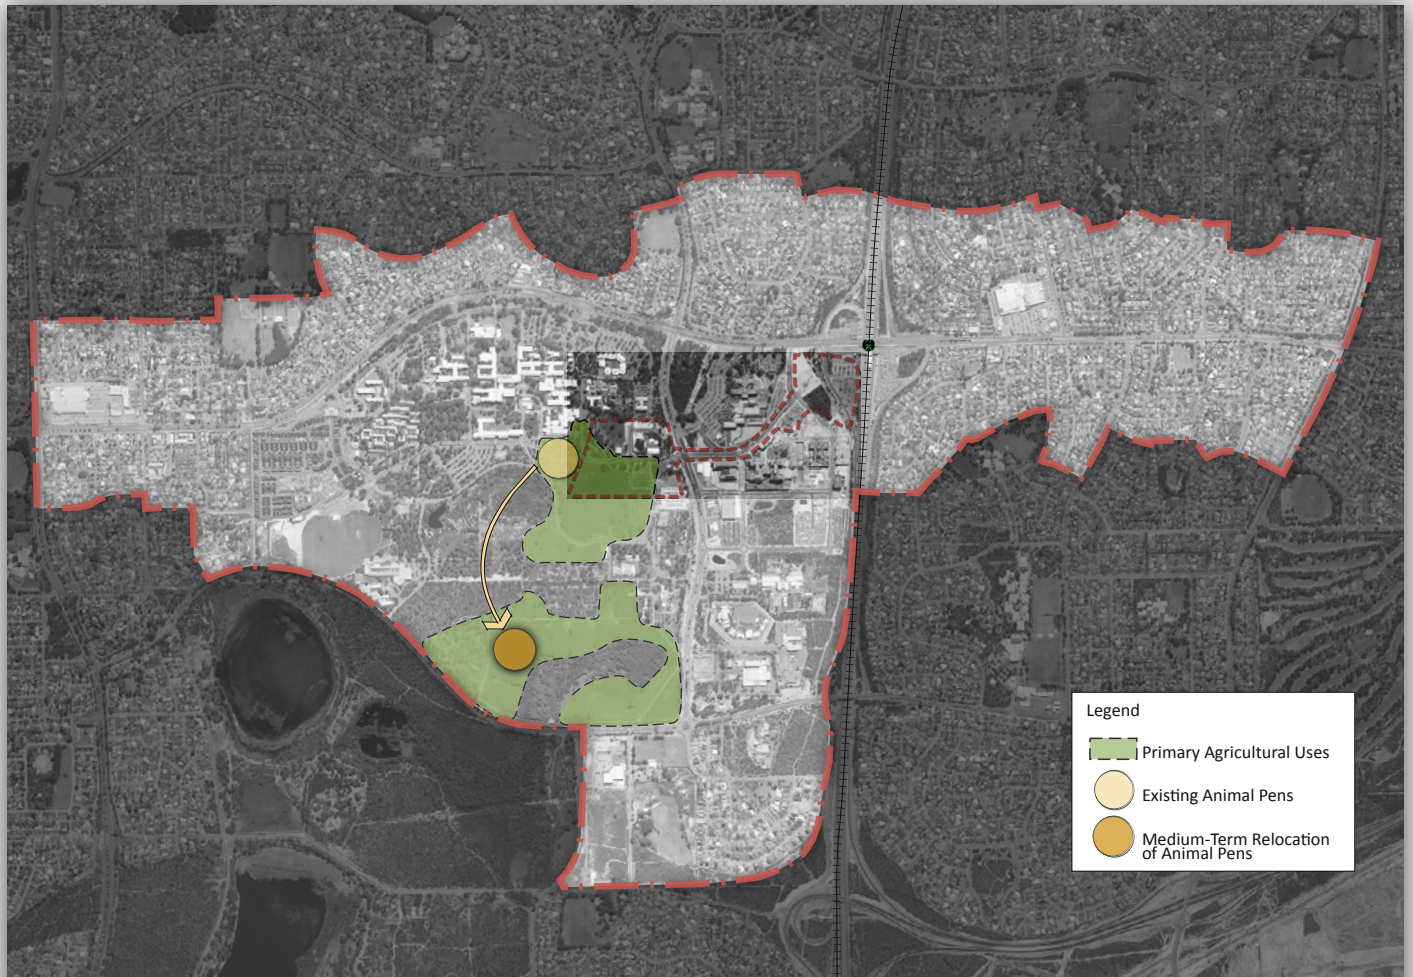 Legend
Primary Agricultural Uses
Existing Animal Pens
Medium-Term Relocation
of Animal Pens